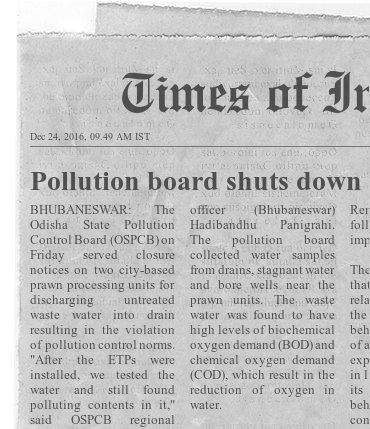 Times of In
Dec 24, 2016, 09.49 AM IST
Pollution board shuts down
BHUBANESWAR: The
Odisha State Pollution
Control Board (OSPCB) on
Friday served closure
notices on two city-based
prawn processing units for
discharging untreated
waste water into drain
resulting in the violation
of pollution control norms.
"After the ETPs were
installed, we tested the
water and still found
polluting contents in it,"
said OSPCB regional
officer (Bhubaneswar)
Hadibandhu Panigrahi.
The pollution board
collected water samples
from drains, stagnant water
and bore wells near the
prawn units. The waste
water was found to have
high levels of biochemical
oxygen demand (BOD) and
chemical oxygen demand
(COD), which result in the
reduction of oxygen in
water.
Rer
foll
imp
The
that
rela
the
beh
of a
exp
in I
its
beh
con